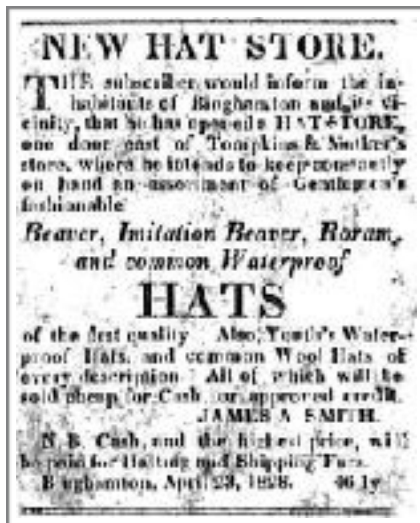 NEW HAT STORE.
THE subscriber would inform the in-
habitants of Binghamton and its vi-
cinity, that he has opened a HAT STORE,
one door east of Tompkins &
store, where he intends to keep constantly
on hand an assortment of Gentlemen's
fashionable
Beaver, Imitation Beaver, Roram,
and common Waterproof
HATS
of the first quality Also, Youth's Water-
proof Hats, and common Wool Hats of
every description All of which will be
sold cheap for Cash or approved credit.
JAMES A SMITH.
N. B. Cash, and the highest price, will
be paid for Hatting and Shipping Furs.
Binghamton, April 23, 1828. 46 1y